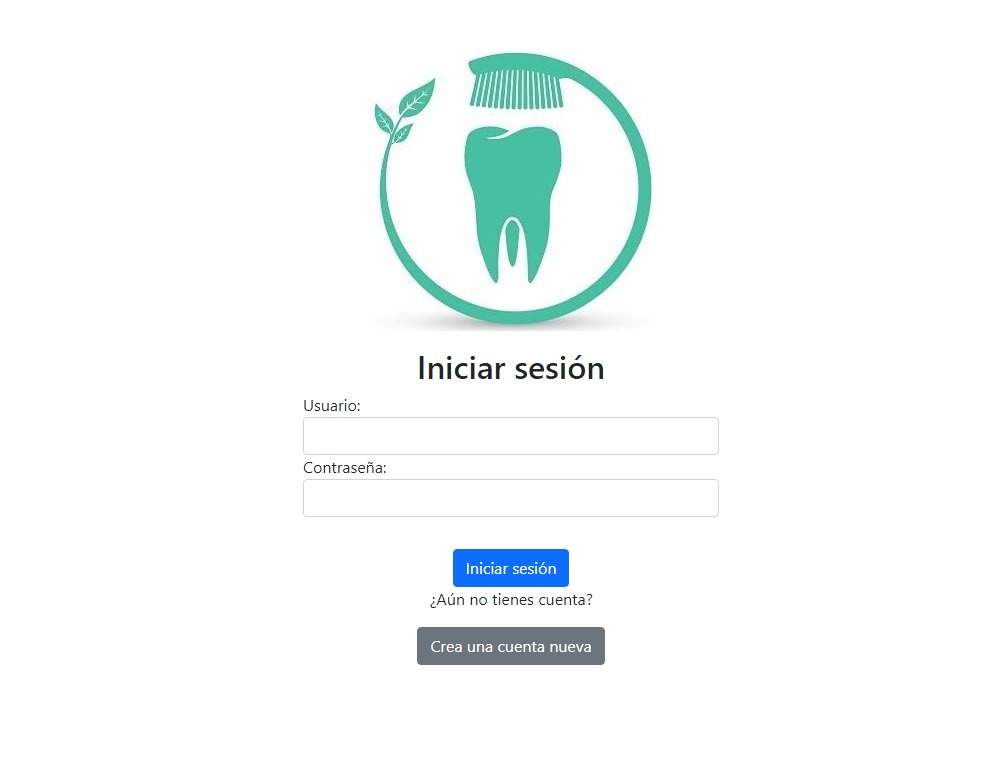 Iniciar sesión
Usuario:
Contraseña:
Iniciar sesión
¿Aún no tienes cuenta?
Crea una cuenta nueva